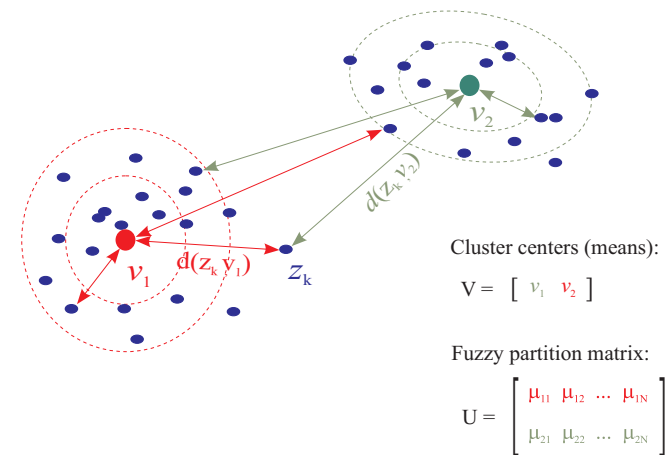 v₂
d(zₖ v₂)
v₁
d(zₖ v₁)
zₖ
Cluster centers (means):
V = [ v₁ v₂ ]
Fuzzy partition matrix:
U = [ μ₁₁ μ₁₂ ... μ₁N
μ₂₁ μ₂₂ ... μ₂N ]